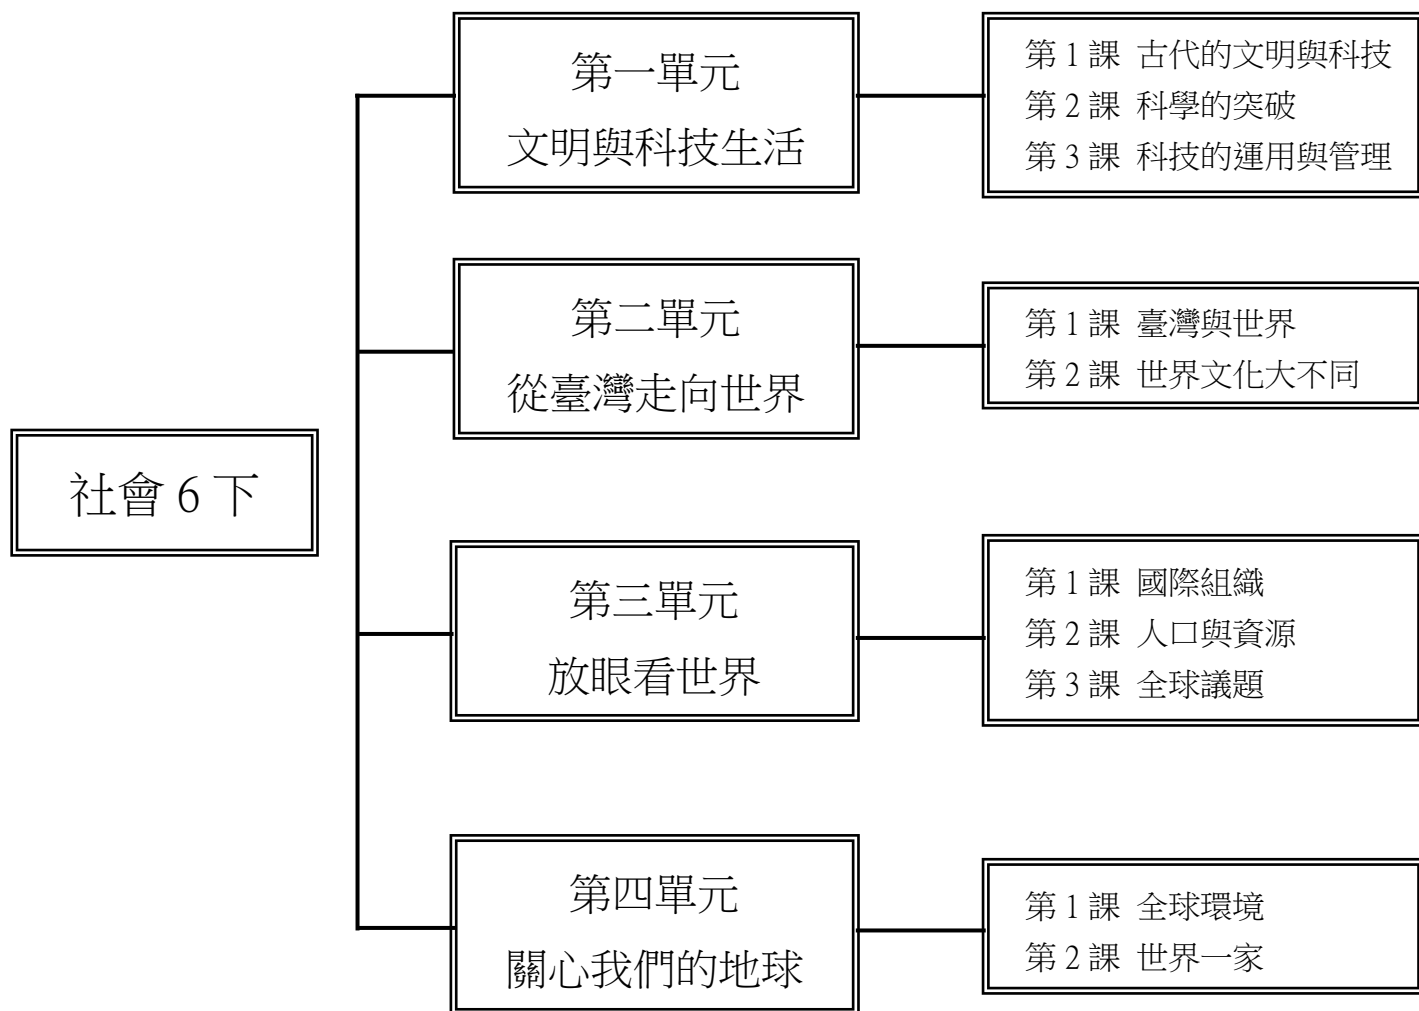 社會 6 下
第一單元
文明與科技生活
第 1 課 古代的文明與科技
第 2 課 科學的突破
第 3 課 科技的運用與管理
第二單元
從臺灣走向世界
第 1 課 臺灣與世界
第 2 課 世界文化大不同
第三單元
放眼看世界
第 1 課 國際組織
第 2 課 人口與資源
第 3 課 全球議題
第四單元
關心我們的地球
第 1 課 全球環境
第 2 課 世界一家